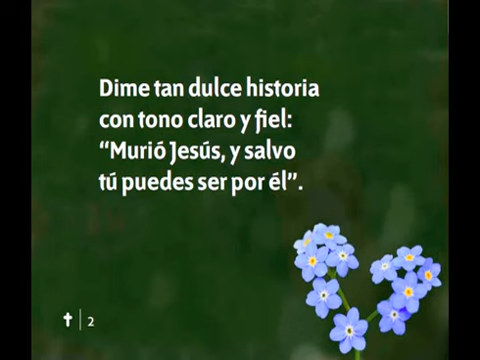 Dime tan dulce historia
con tono claro y fiel:
“Murió Jesús, y salvo
tú puedes ser por él”.
2